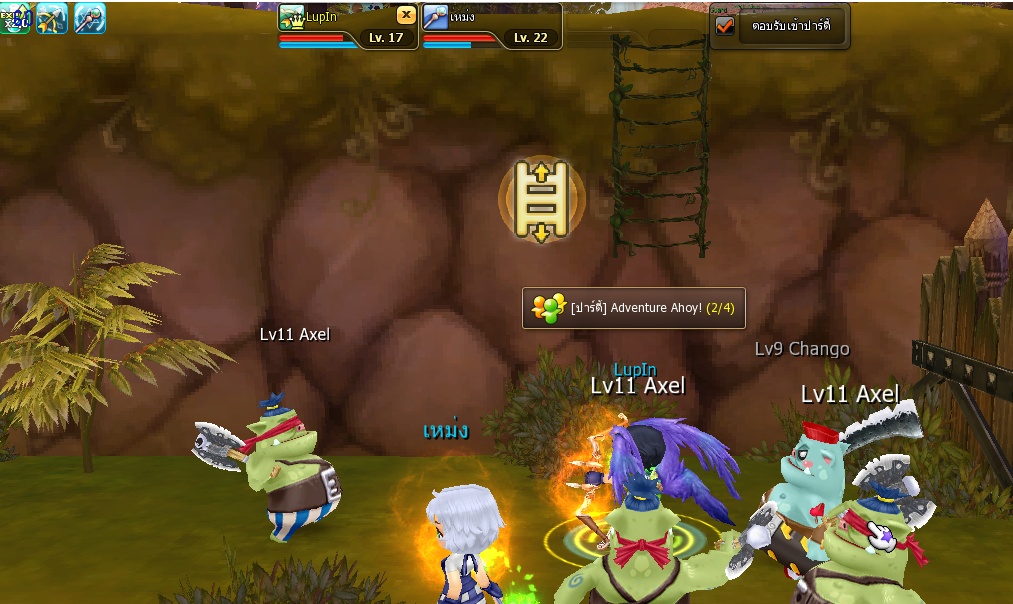 LupIn
Lv. 17
เหม่ง
Lv. 22
Guard
ตอบรับเข้าปาร์ตี้
[ปาร์ตี้] Adventure Ahoy! (2/4)
Lv11 Axel
Lv9 Chango
LupIn
Lv11 Axel
Lv11 Axel
เหม่ง